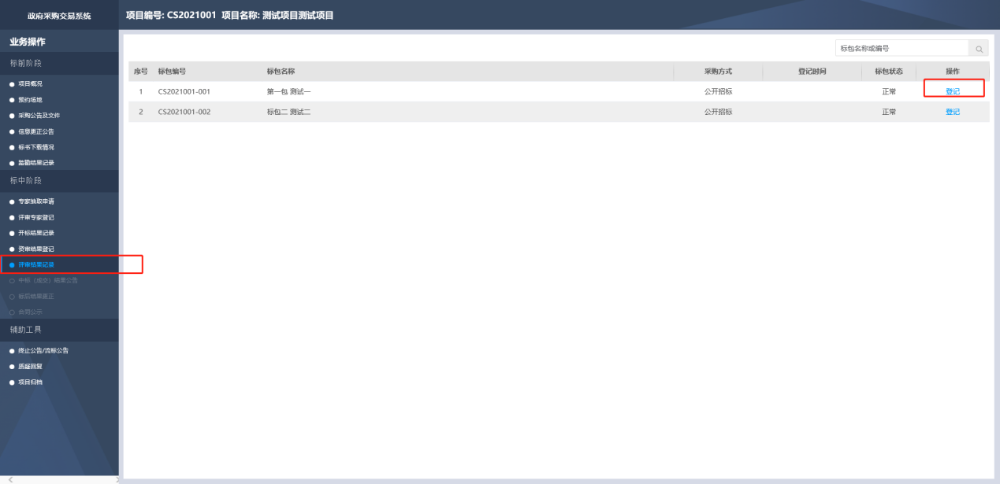 政府采购交易系统
项目编号: CS2021001 项目名称: 测试项目测试项目
业务操作
标前阶段
项目概况
预约场地
采购公告及文件
信息更正公告
标书下载情况
踏勘结果记录
标中阶段
专家抽取申请
评审专家登记
开标结果记录
资审结果登记
评审结果记录
中标（成交）结果公告
标后结果更正
合同公示
辅助工具
终止公告/流标公告
质疑回复
项目归档
标包名称或编号
序号 标包编号 标包名称 采购方式 登记时间 标包状态 操作
1 CS2021001-001 第一包 测试一 公开招标 正常 登记
2 CS2021001-002 标包二 测试二 公开招标 正常 登记